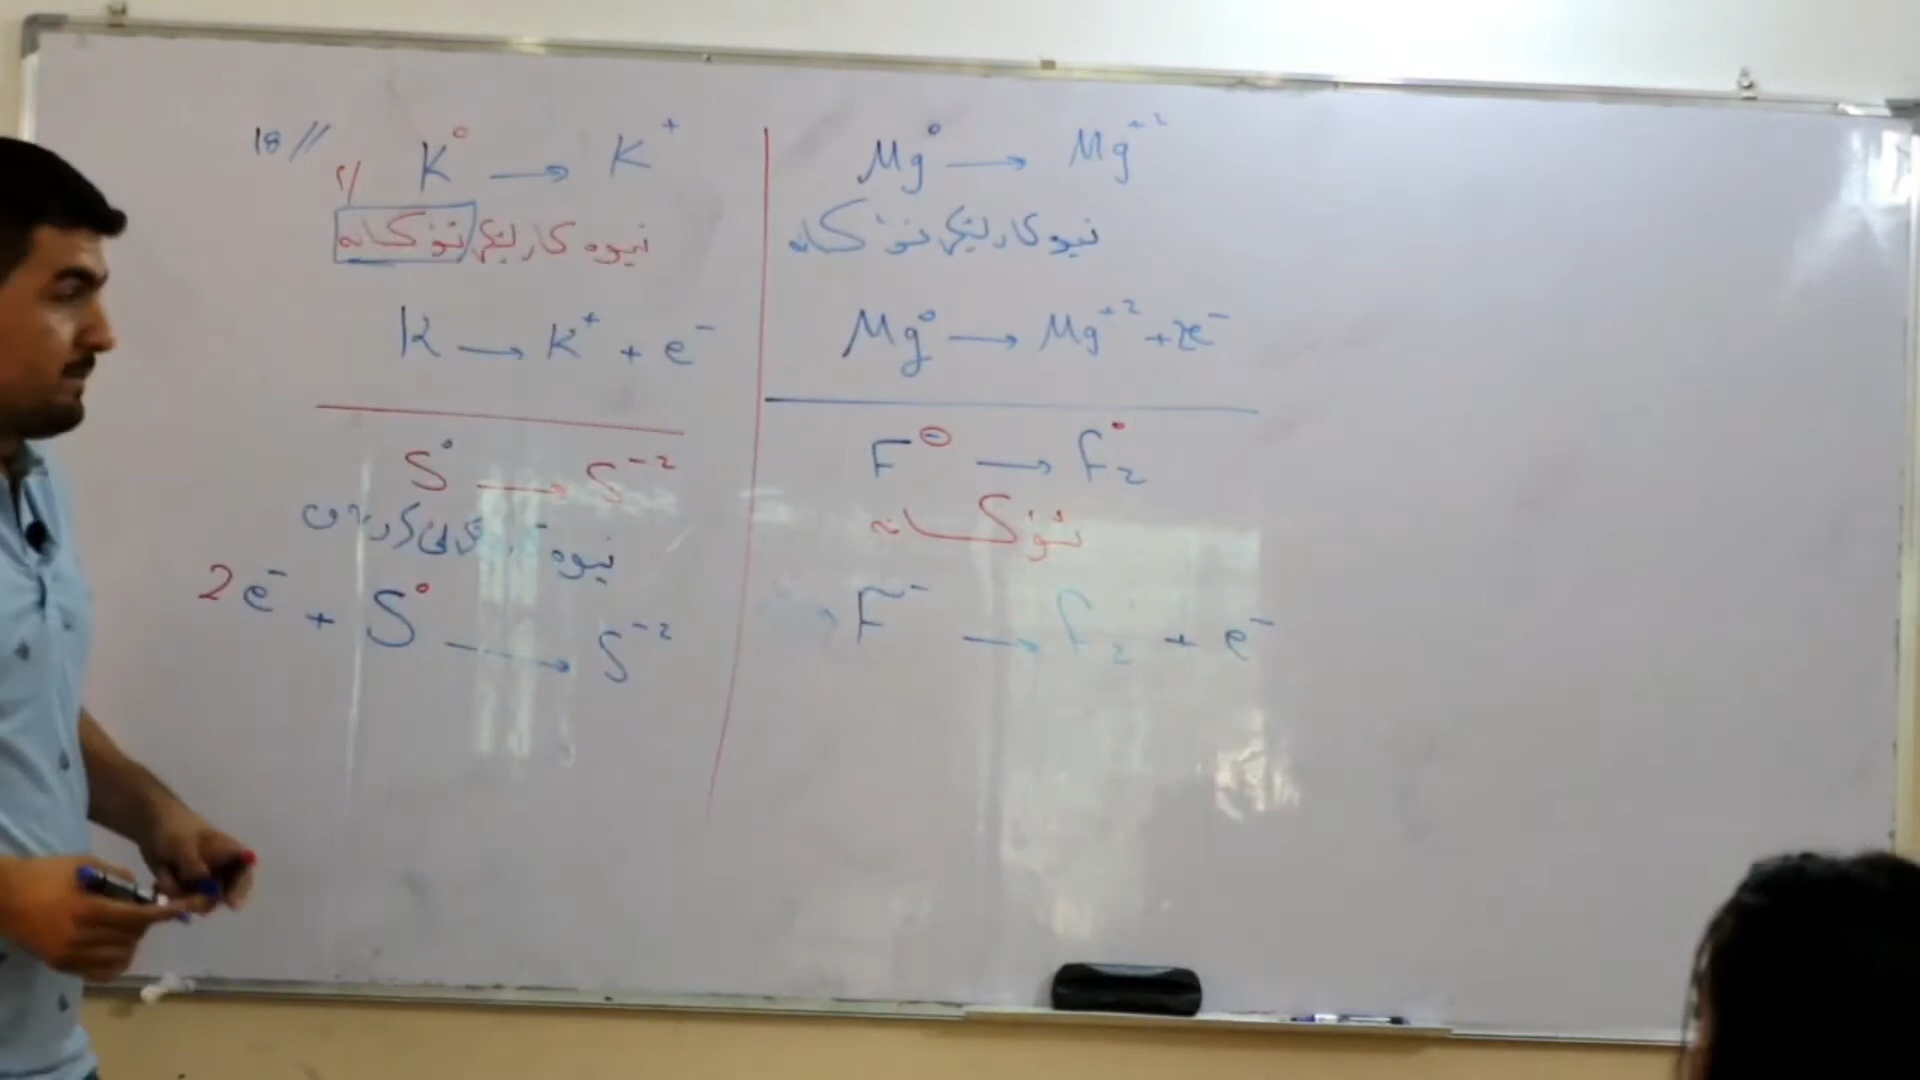 18 //
1/ K° → K⁺
نیوە کارلێکی ئۆکسانە
K → K⁺ + e⁻
S° → S⁻²
نیوە
2e⁻ + S° → S⁻²
Mg° → Mg⁺²
نیوە کارلێکی ئۆکسانە
Mg° → Mg⁺² + 2e⁻
F⁻ → F₂°
ئۆکسانە
F⁻ → F₂ + e⁻